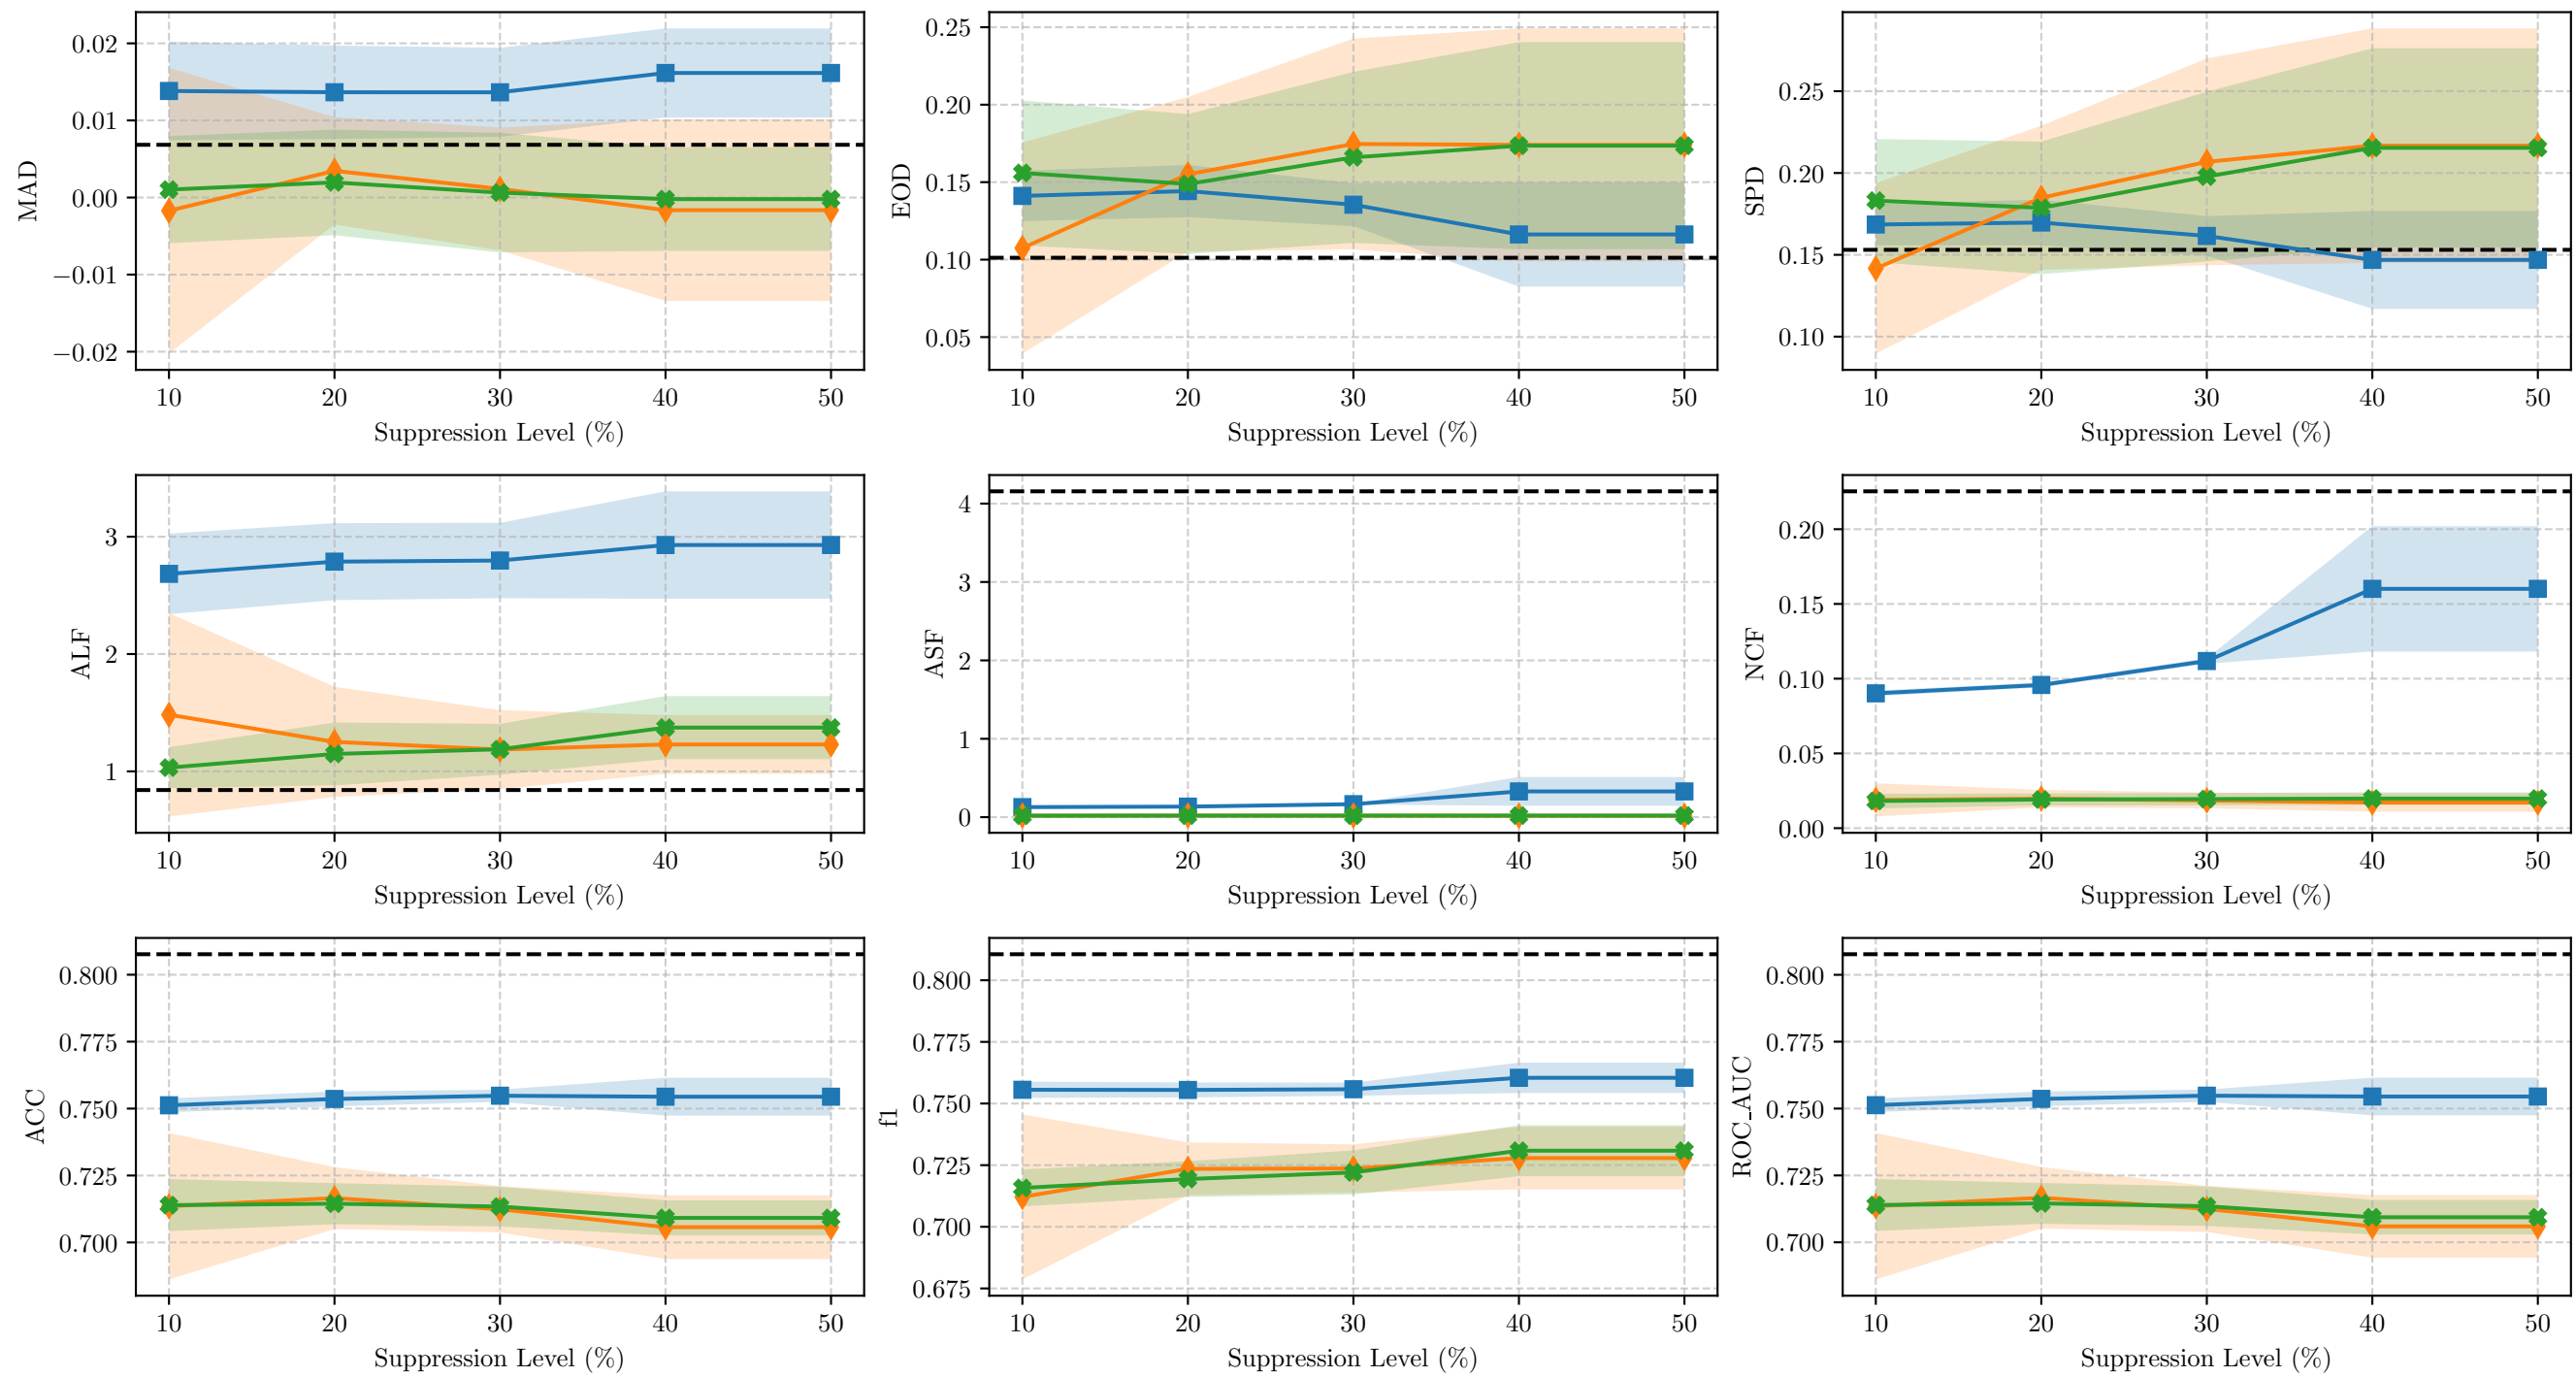 MAD
0.02
0.01
0.00
−0.01
−0.02
10 20 30 40 50
Suppression Level (%)
EOD
0.25
0.20
0.15
0.10
0.05
10 20 30 40 50
Suppression Level (%)
SPD
0.25
0.20
0.15
0.10
10 20 30 40 50
Suppression Level (%)
ALF
3
2
1
10 20 30 40 50
Suppression Level (%)
ASF
4
3
2
1
0
10 20 30 40 50
Suppression Level (%)
NCF
0.20
0.15
0.10
0.05
0.00
10 20 30 40 50
Suppression Level (%)
ACC
0.800
0.775
0.750
0.725
0.700
10 20 30 40 50
Suppression Level (%)
f1
0.800
0.775
0.750
0.725
0.700
0.675
10 20 30 40 50
Suppression Level (%)
ROC_AUC
0.800
0.775
0.750
0.725
0.700
10 20 30 40 50
Suppression Level (%)